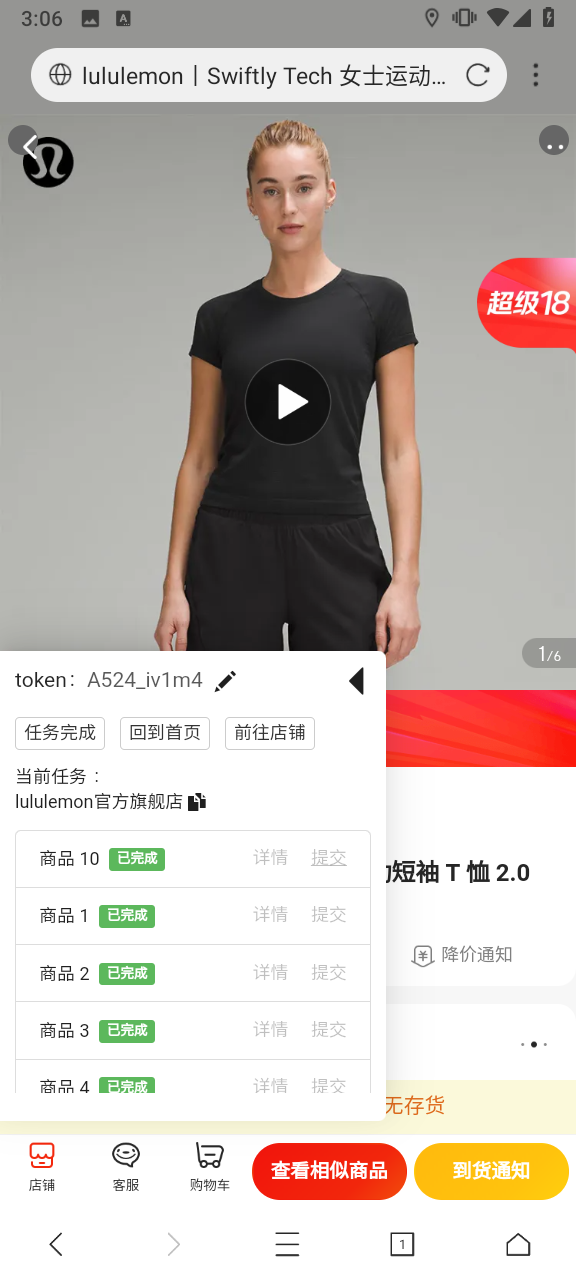 3:06
A
lululemon丨Swiftly Tech 女士运动...
超级18
1/6
token： A524_iv1m4
任务完成
回到首页
前往店铺
当前任务：
lululemon官方旗舰店
商品 10 已完成 详情 提交
商品 1 已完成 详情 提交
商品 2 已完成 详情 提交
商品 3 已完成 详情 提交
商品 4 已完成 详情 提交
短袖 T 恤 2.0
降价通知
无存货
店铺
客服
购物车
查看相似商品
到货通知
1